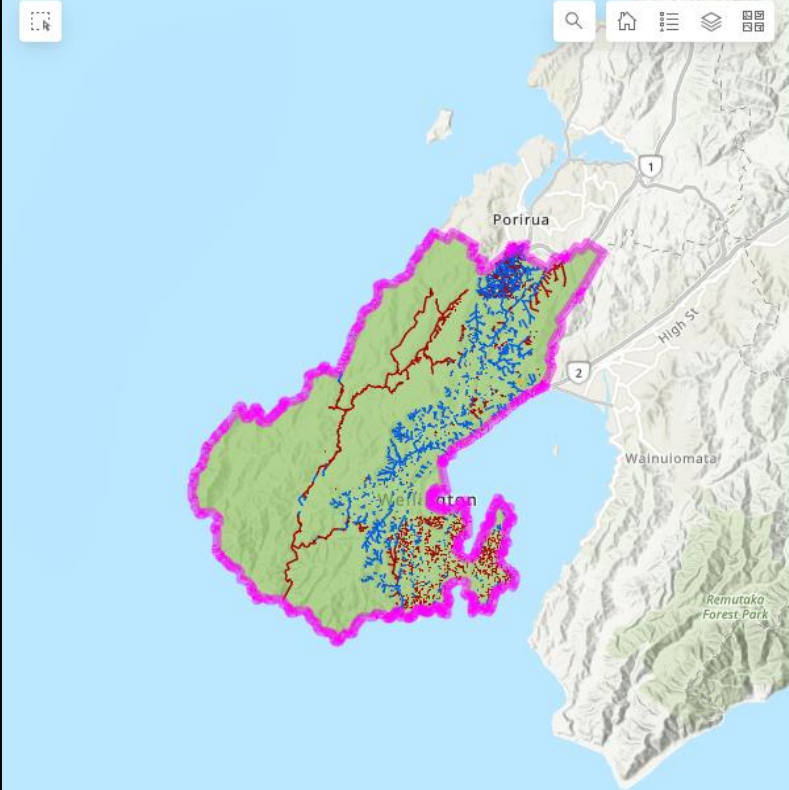 1
Porirua
High St
2
Wainuiomata
Wellington
Remutaka
Forest Park